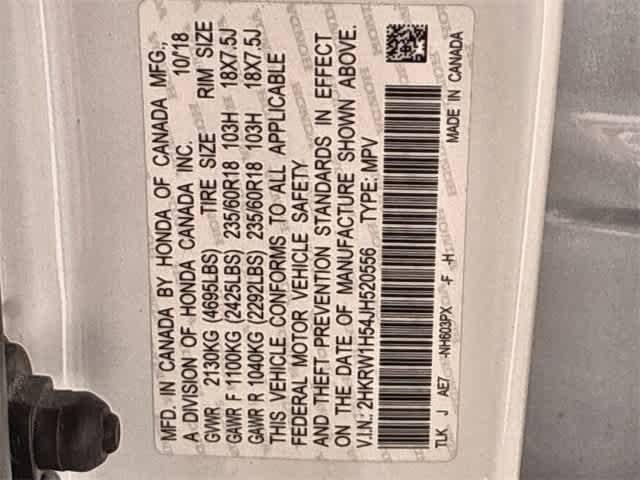 MFD. IN CANADA BY HONDA OF CANADA MFG.,
A DIVISION OF HONDA CANADA INC. 10/'18
GVWR 2130KG (4695LBS) TIRE SIZE RIM SIZE
GAWR F 1100KG (2425LBS) 235/60R18 103H 18X7.5J
GAWR R 1040KG (2292LBS) 235/60R18 103H 18X7.5J
THIS VEHICLE CONFORMS TO ALL APPLICABLE
FEDERAL MOTOR VEHICLE SAFETY
AND THEFT PREVENTION STANDARDS IN EFFECT
ON THE DATE OF MANUFACTURE SHOWN ABOVE.
V.I.N.: 2HKRW1H54JH520556 TYPE: MPV
TLK J AE7 -NH603PX -F -H MADE IN CANADA